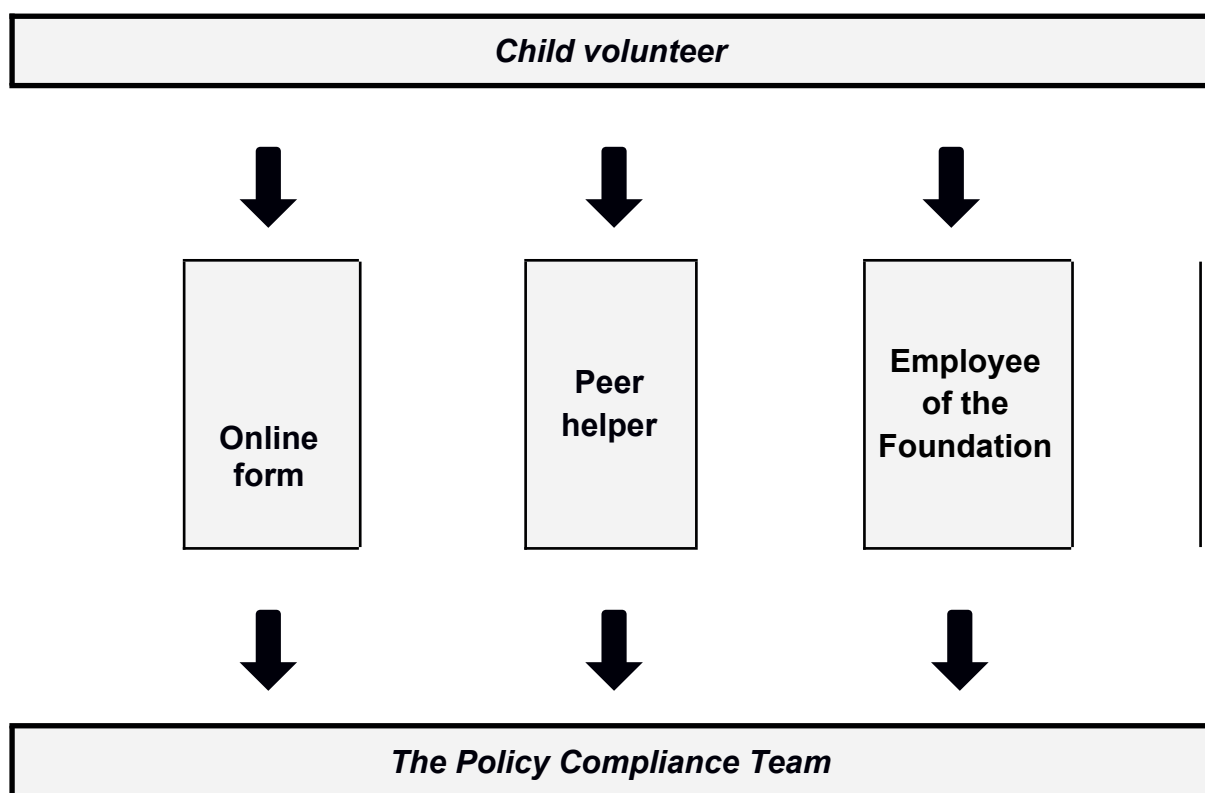 Child volunteer
Online
form
Peer
helper
Employee
of the
Foundation
The Policy Compliance Team